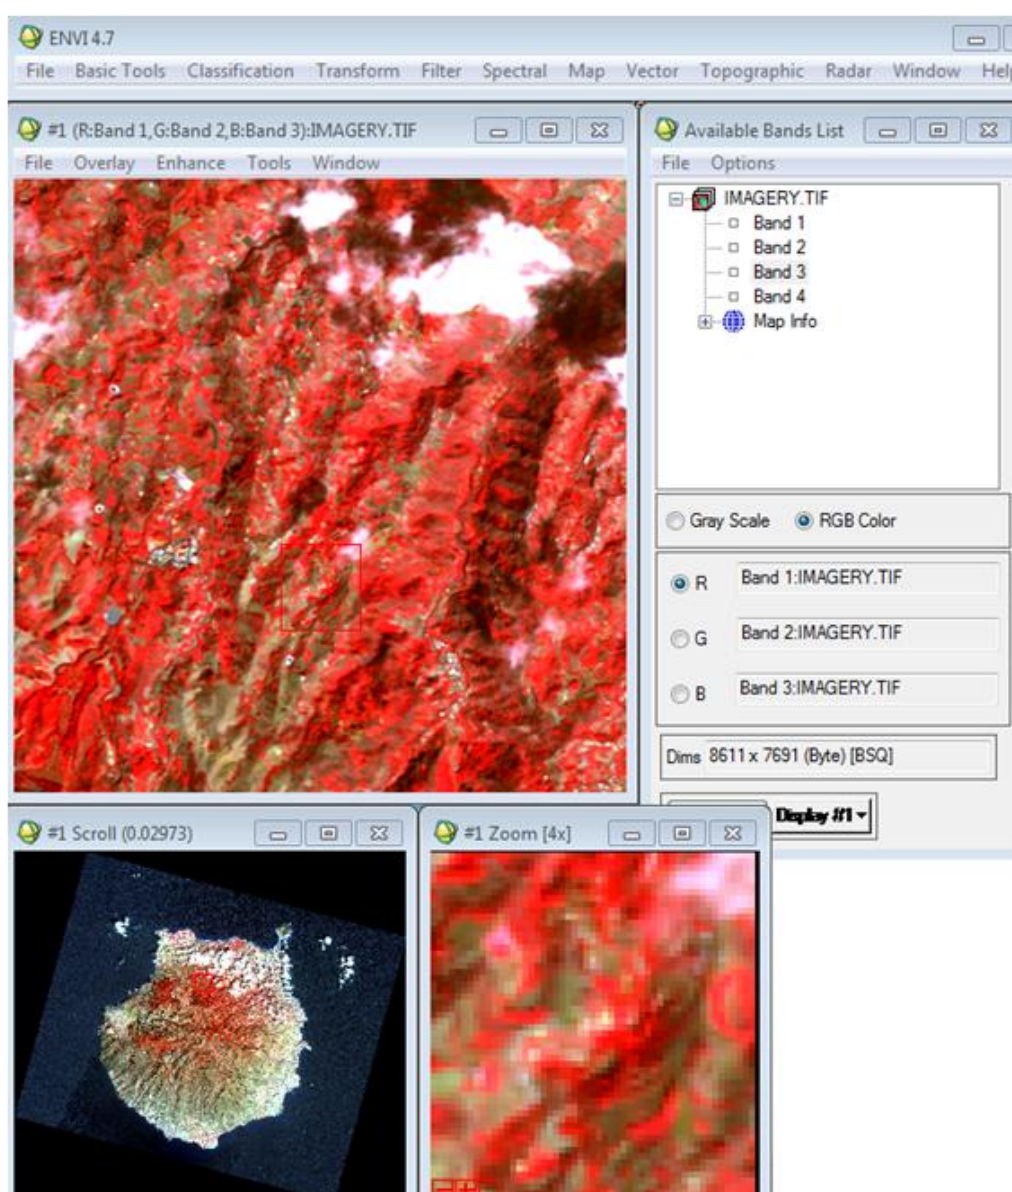 ENVI 4.7
File Basic Tools Classification Transform Filter Spectral Map Vector Topographic Radar Window Help
#1 (R:Band 1,G:Band 2,B:Band 3):IMAGERY.TIF
File Overlay Enhance Tools Window
Available Bands List
File Options
IMAGERY.TIF
Band 1
Band 2
Band 3
Band 4
Map Info
Gray Scale RGB Color
R Band 1:IMAGERY.TIF
G Band 2:IMAGERY.TIF
B Band 3:IMAGERY.TIF
Dims 8611 x 7691 (Byte) [BSQ]
Display #1
#1 Scroll (0.02973)
#1 Zoom [4x]